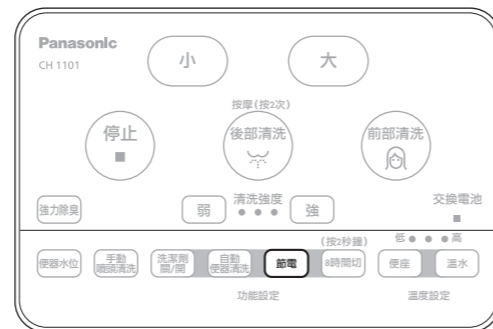 Panasonic
CH 1101
小
大
停止
按摩(按2次)
後部清洗
前部清洗
強力除臭
弱
清洗強度
強
交換電池
低
高
便器水位
手動
噴頭清洗
洗潔劑
關/開
自動
便器清洗
節電
(按2秒鐘)
8時間切
便座
溫水
功能設定
溫度設定